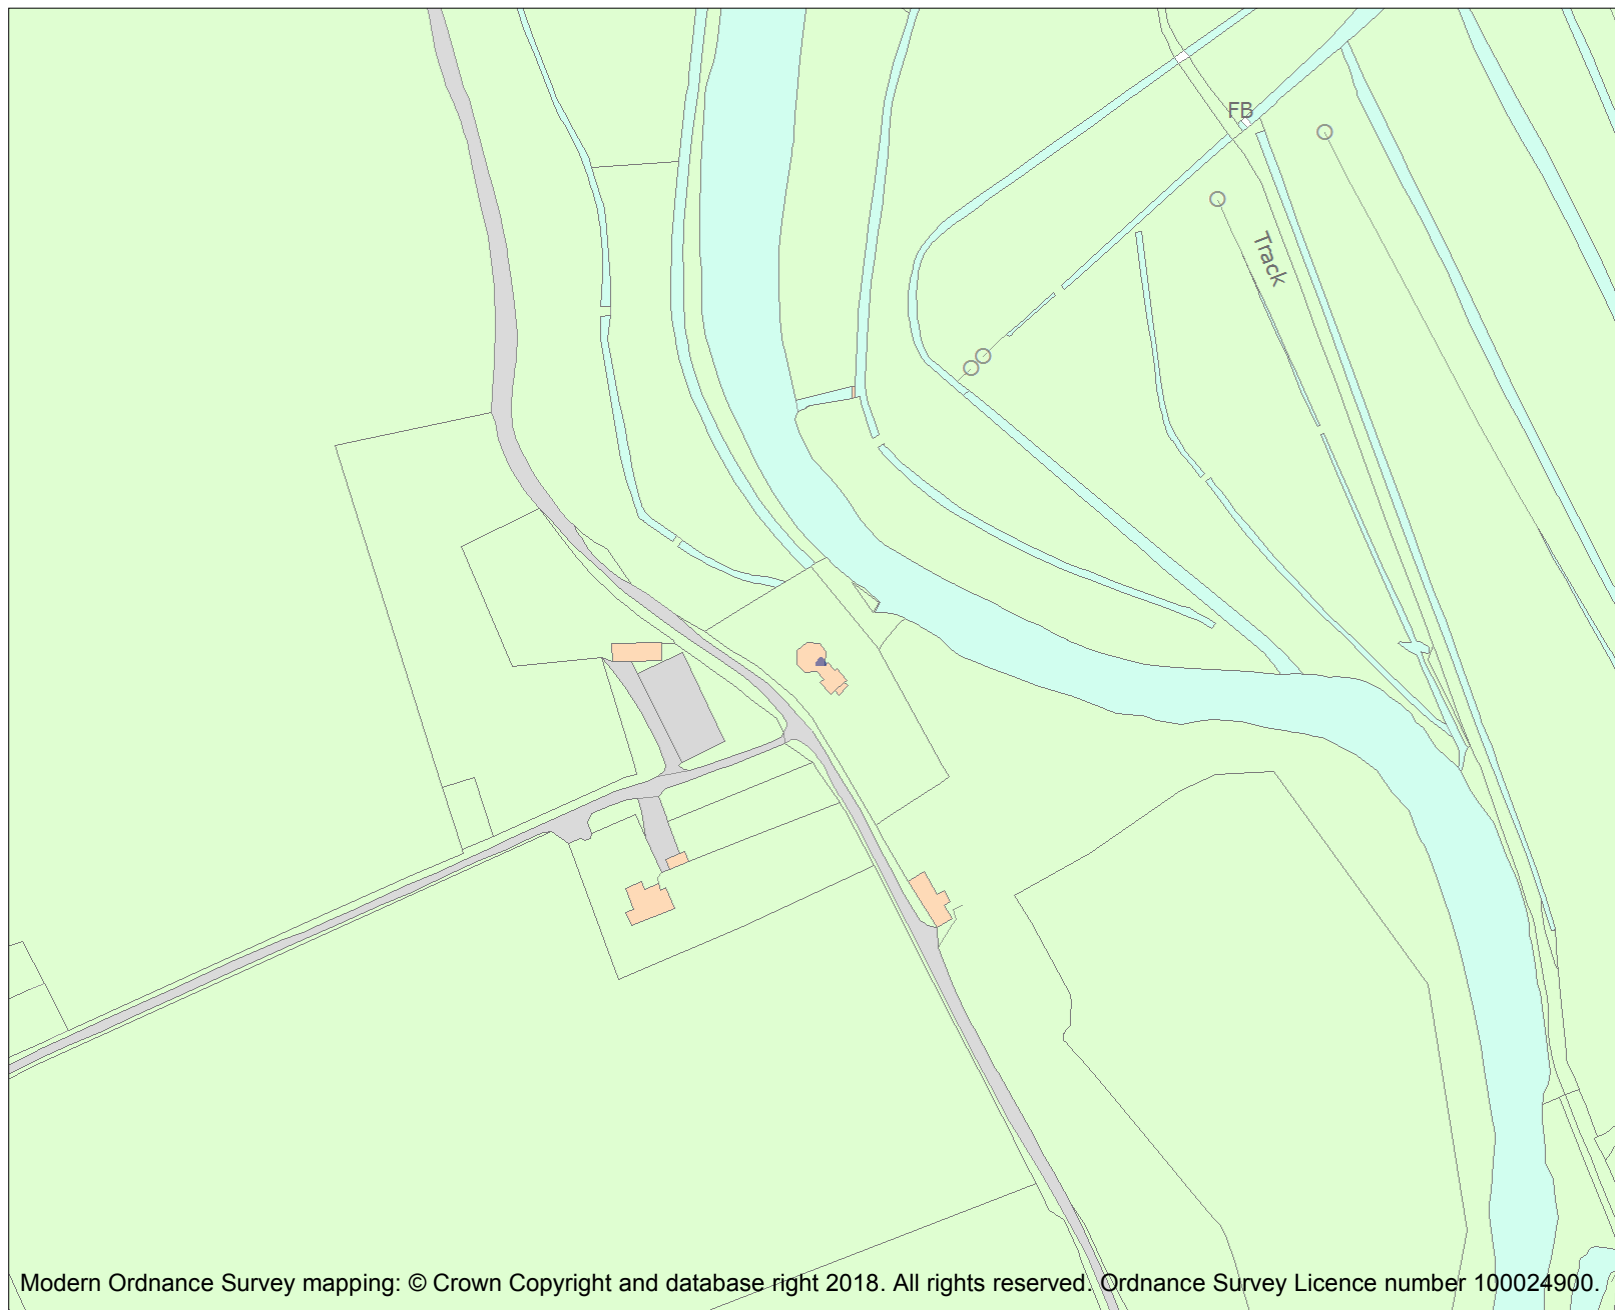 FB
Track
Modern Ordnance Survey mapping: © Crown Copyright and database right 2018. All rights reserved. Ordnance Survey Licence number 100024900.